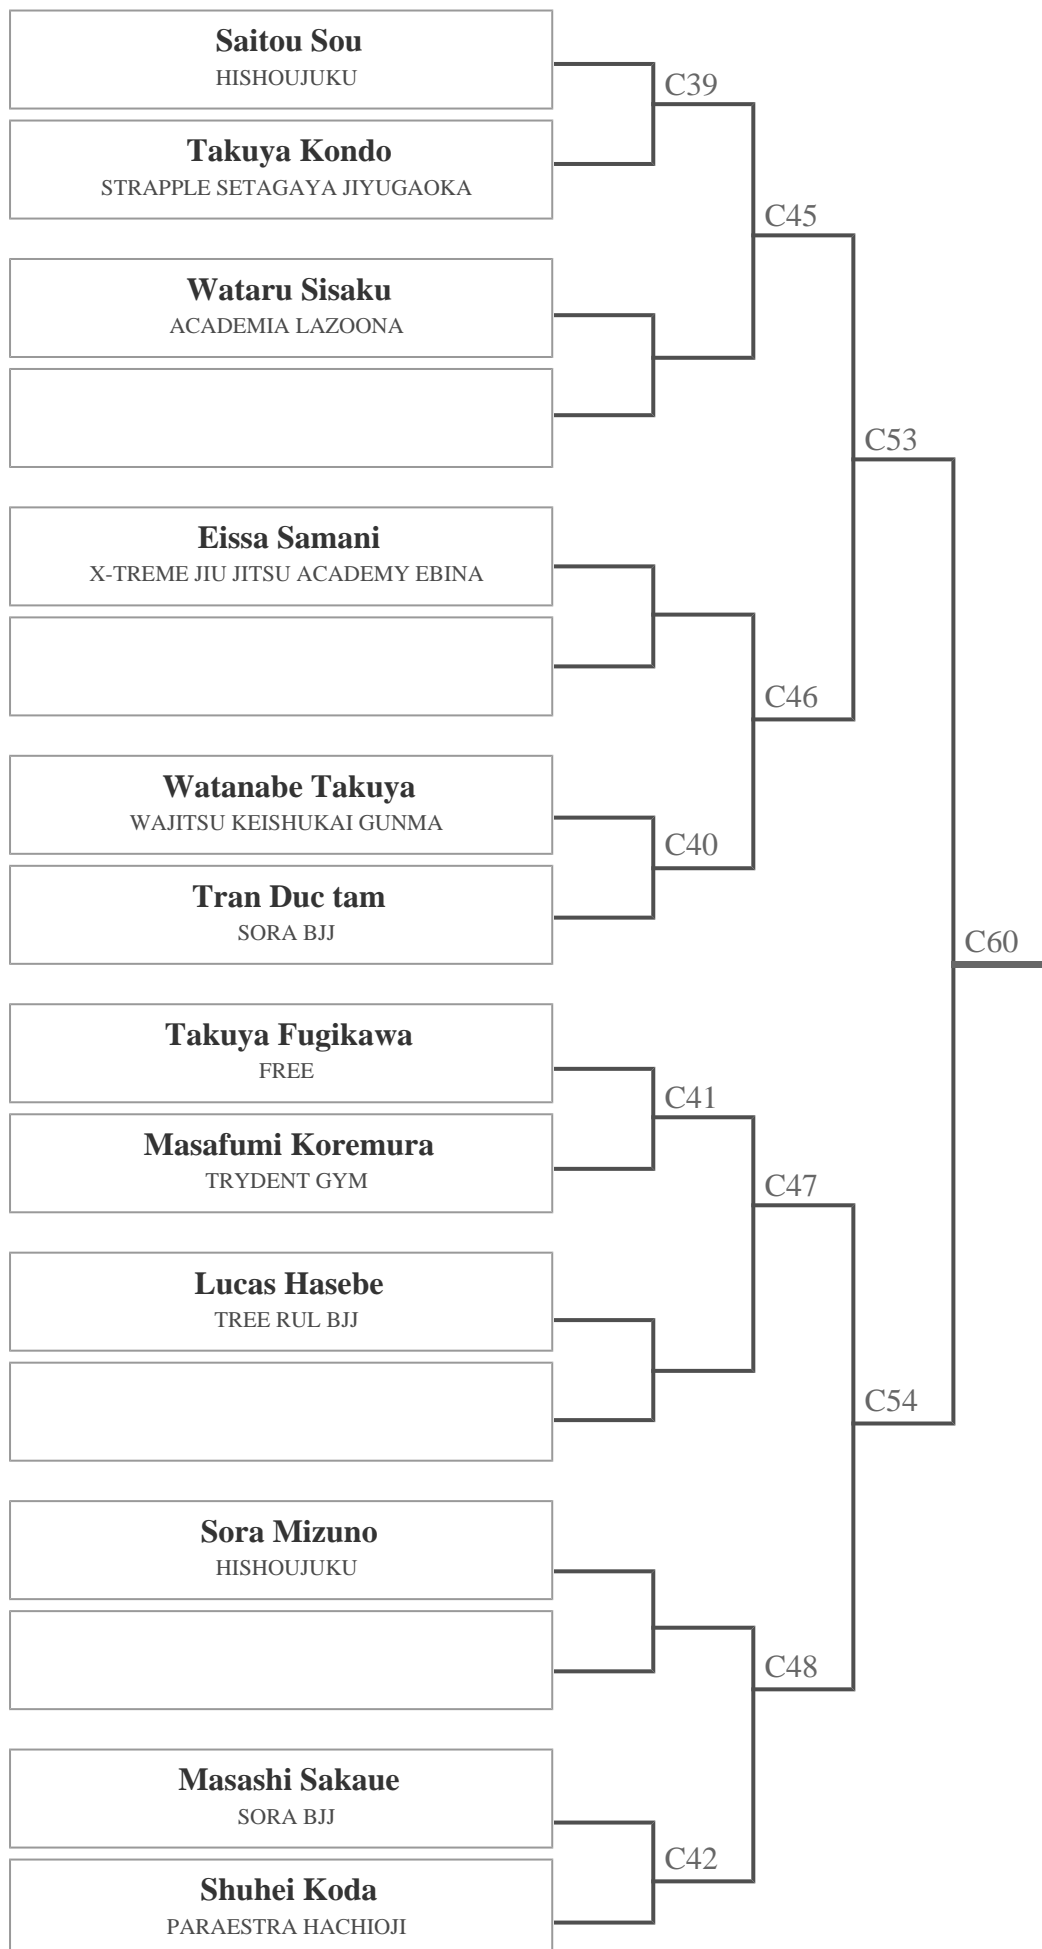 Saitou Sou
HISHOUJUKU
C39
Takuya Kondo
STRAPPLE SETAGAYA JIYUGAOKA
C45
Wataru Sisaku
ACADEMIA LAZOONA
C53
Eissa Samani
X-TREME JIU JITSU ACADEMY EBINA
C46
Watanabe Takuya
WAJITSU KEISHUKAI GUNMA
C40
Tran Duc tam
SORA BJJ
C60
Takuya Fugikawa
FREE
C41
Masafumi Koremura
TRYDENT GYM
C47
Lucas Hasebe
TREE RUL BJJ
C54
Sora Mizuno
HISHOUJUKU
C48
Masashi Sakaue
SORA BJJ
C42
Shuhei Koda
PARAESTRA HACHIOJI